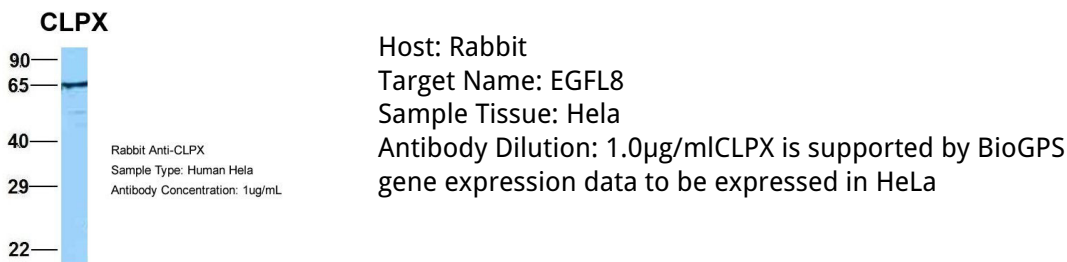 CLPX
90
65
40
29
22
Rabbit Anti-CLPX
Sample Type: Human Hela
Antibody Concentration: 1ug/mL
Host: Rabbit
Target Name: EGFL8
Sample Tissue: Hela
Antibody Dilution: 1.0µg/mlCLPX is supported by BioGPS
gene expression data to be expressed in HeLa